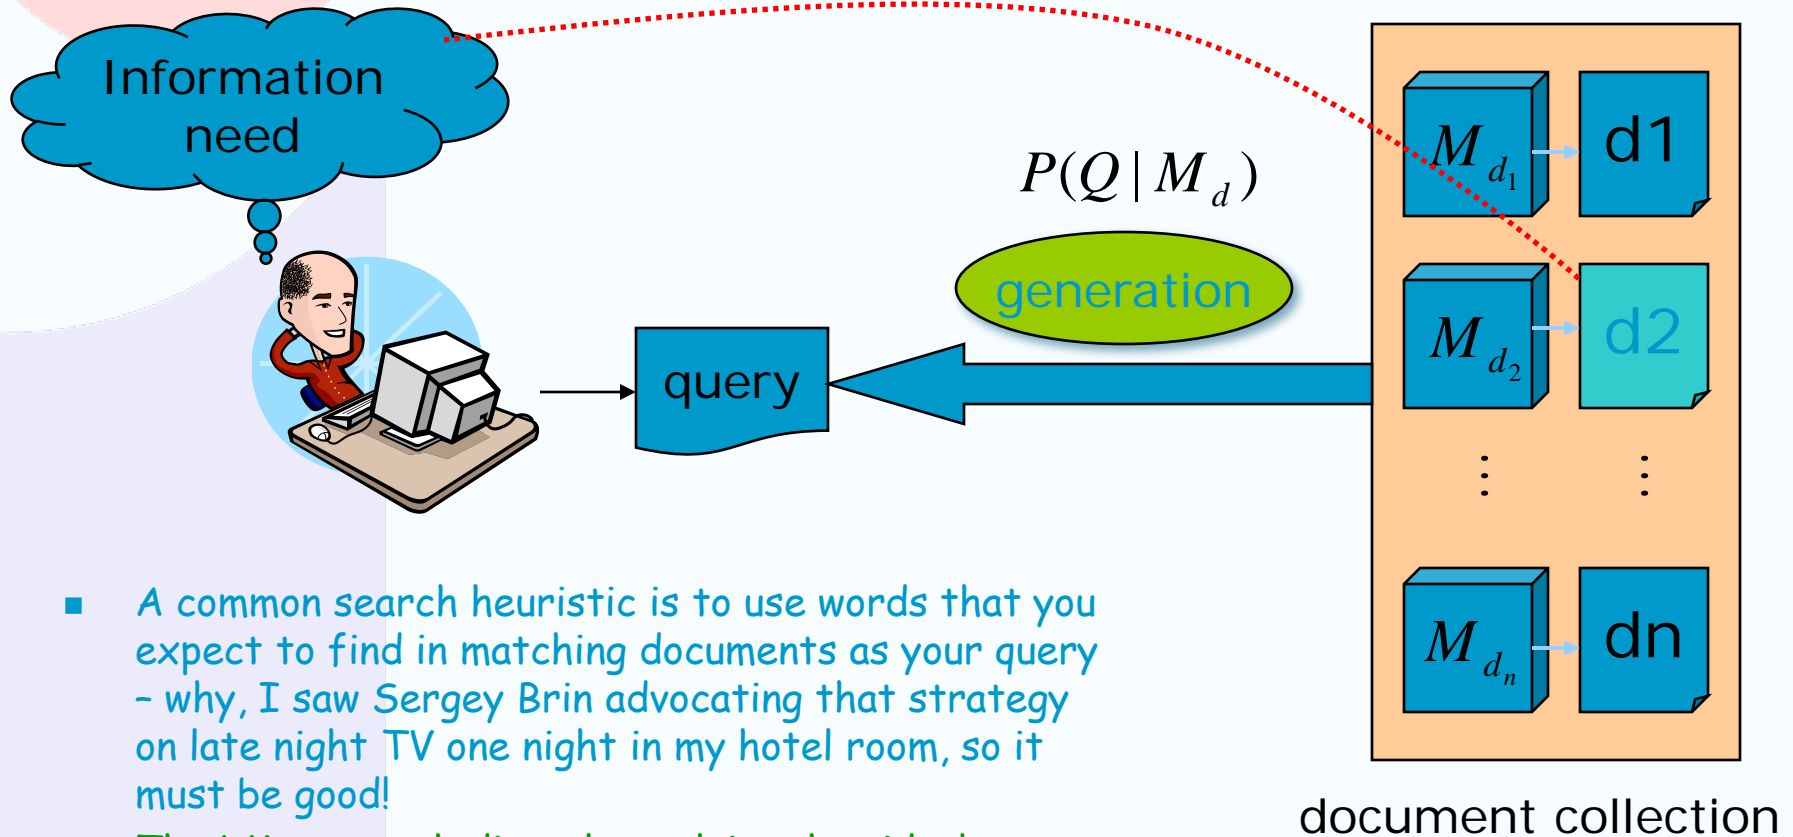 Information
need
P(Q | M_d)
generation
query
M_d1
d1
M_d2
d2
⋮ ⋮
M_dn
dn
■ A common search heuristic is to use words that you
expect to find in matching documents as your query
– why, I saw Sergey Brin advocating that strategy
on late night TV one night in my hotel room, so it
must be good!
document collection